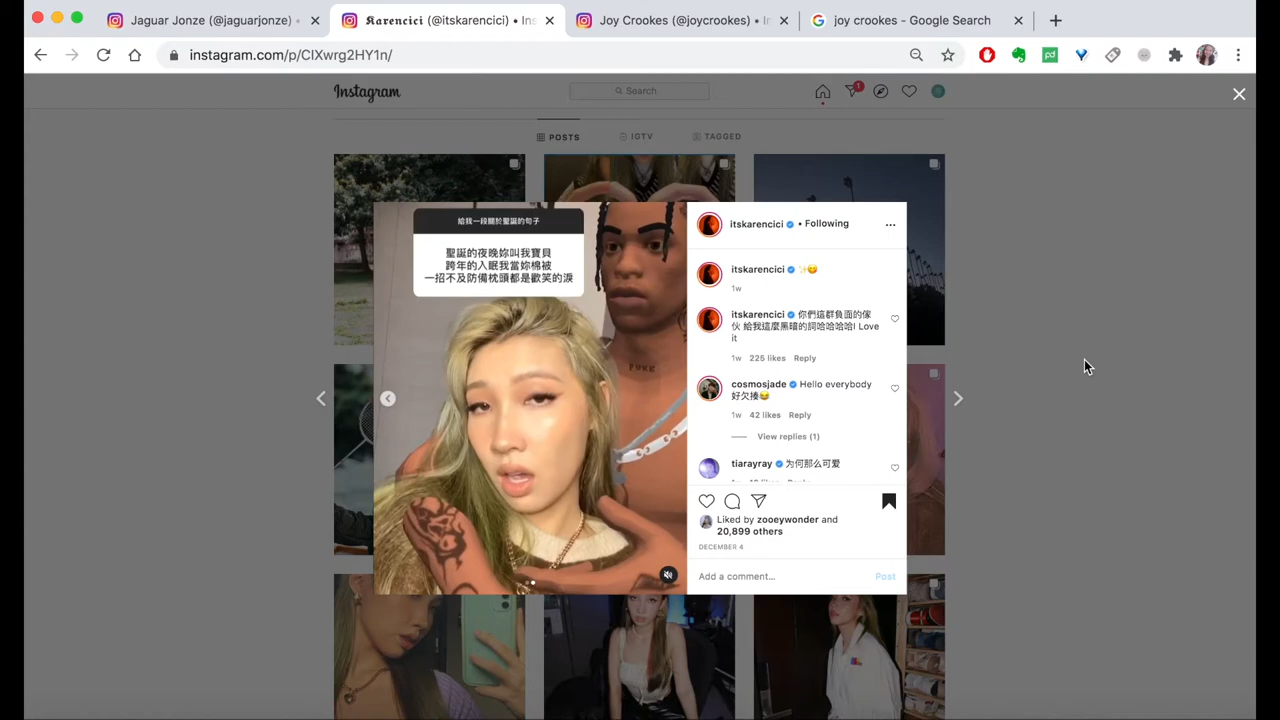 Jaguar Jonze (@jaguarjonze) •
𝕶𝖆𝖗𝖊𝖓𝖈𝖎𝖈𝖎 (@itskarencici) • Ins
Joy Crookes (@joycrookes) • In
joy crookes - Google Search
instagram.com/p/CIXwrg2HY1n/
Instagram
Search
1
POSTS
IGTV
TAGGED
給我一段關於聖誕的句子
聖誕的夜晚妳叫我寶貝
跨年的入眠我當妳棉被
一招不及防備枕頭都是歡笑的淚
PUKK
itskarencici • Following
itskarencici ✨😋
1w
itskarencici 你們這群負面的傢
伙 給我這麼黑暗的詞哈哈哈哈I Love
it
1w 225 likes Reply
cosmosjade Hello everybody
好欠揍😂
1w 42 likes Reply
View replies (1)
tiarayray 为何那么可爱
Liked by zooeywonder and
20,899 others
DECEMBER 4
Add a comment...
Post